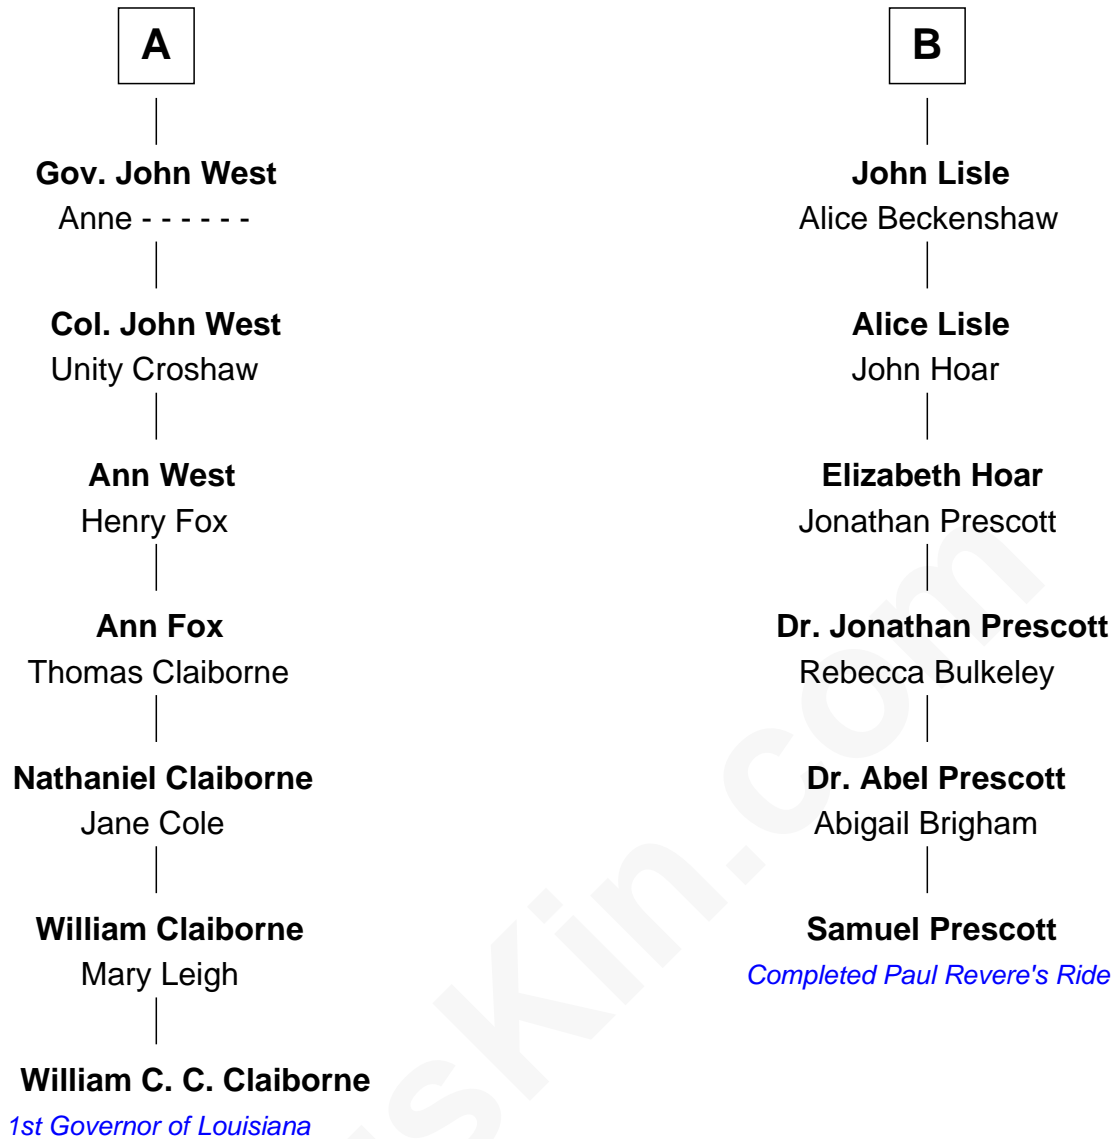 A
Gov. John West
Anne - - - - - -
Col. John West
Unity Croshaw
Ann West
Henry Fox
Ann Fox
Thomas Claiborne
Nathaniel Claiborne
Jane Cole
William Claiborne
Mary Leigh
William C. C. Claiborne
1st Governor of Louisiana
B
John Lisle
Alice Beckenshaw
Alice Lisle
John Hoar
Elizabeth Hoar
Jonathan Prescott
Dr. Jonathan Prescott
Rebecca Bulkeley
Dr. Abel Prescott
Abigail Brigham
Samuel Prescott
Completed Paul Revere's Ride